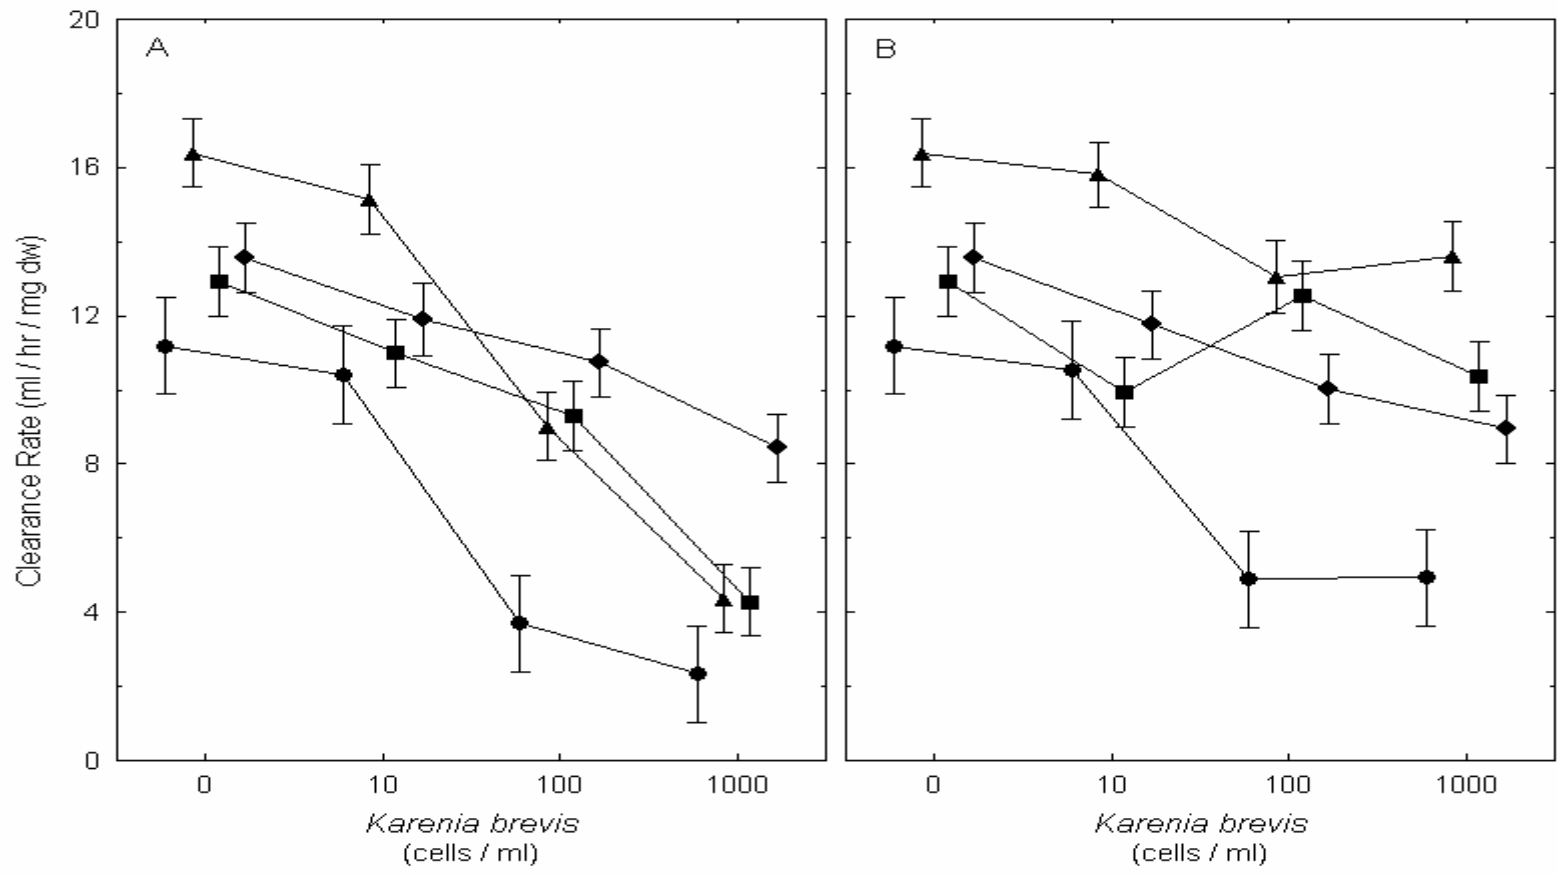 20
16
12
8
4
0
Clearance Rate (ml / hr / mg dw)
A
B
0 10 100 1000
0 10 100 1000
Karenia brevis
(cells / ml)
Karenia brevis
(cells / ml)